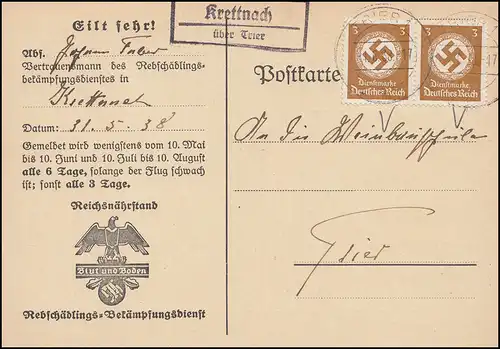 Eilt sehr!
Abs. Johann Faber
Vertrauensmann des Rebschädlings-
bekämpfungsdienstes in
Krettnach
Datum: 31.5.38
Gemeldet wird wenigstens vom 10. Mai
bis 10. Juni und 10. Juli bis 10. August
alle 6 Tage, solange der Flug schwach
ist; sonst alle 3 Tage.
Reichsnährstand
Blut und Boden
Rebschädlings-Bekämpfungsdienst
Krettnach
über Trier
Postkarte
3 3
Dienstmarke
Deutsches Reich
3 3
Dienstmarke
Deutsches Reich
An die Weinbauschule
Trier